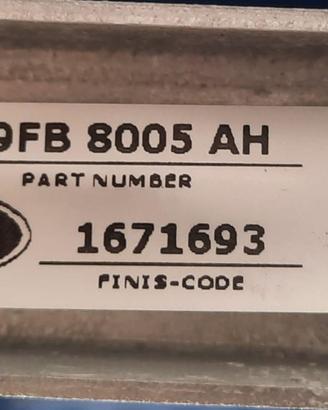 9FB 8005 AH
PART NUMBER
1671693
FINIS-CODE